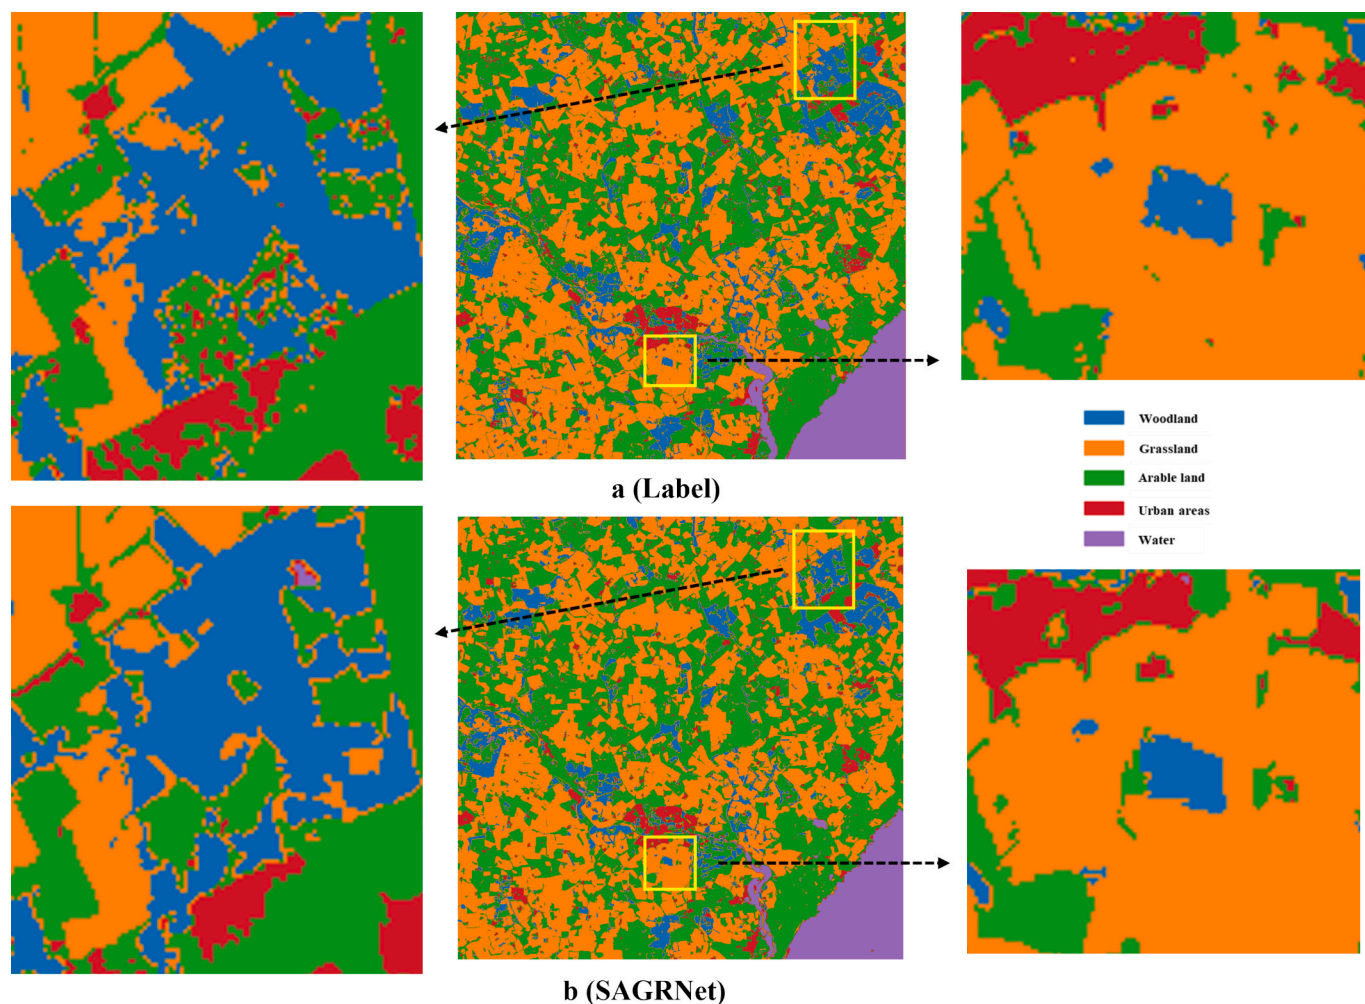 a (Label)
Woodland
Grassland
Arable land
Urban areas
Water
b (SAGRNet)